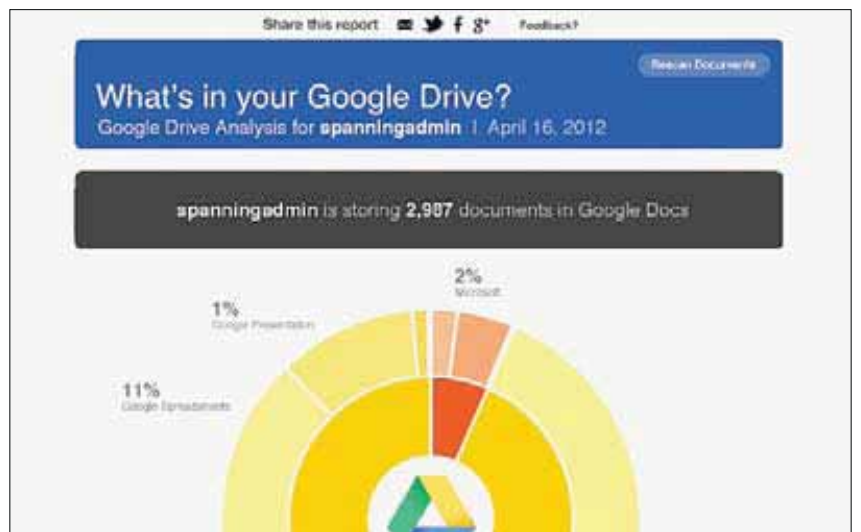 Share this report Feedback?
Rescan Documents
What's in your Google Drive?
Google Drive Analysis for spanningadmin | April 16, 2012
spanningadmin is storing 2,987 documents in Google Docs
2%
Microsoft
1%
Google Presentation
11%
Google Spreadsheets